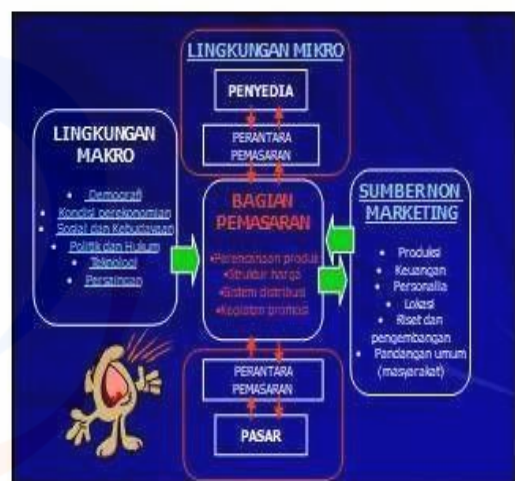 LINGKUNGAN MIKRO
PENYEDIA
PERANTARA
PEMASARAN
LINGKUNGAN
MAKRO
Demografi
Kondisi perekonomian
Sosial dan Kebudayaan
Politik dan Hukum
Teknologi
Persaingan
BAGIAN
PEMASARAN
•Perencanaan produk
•Struktur harga
•Sistem distribusi
•Kegiatan promosi
SUMBER NON
MARKETING
Produksi
Keuangan
Personalia
Lokasi
Riset dan
pengembangan
Pandangan umum
(masyarakat)
PERANTARA
PEMASARAN
PASAR